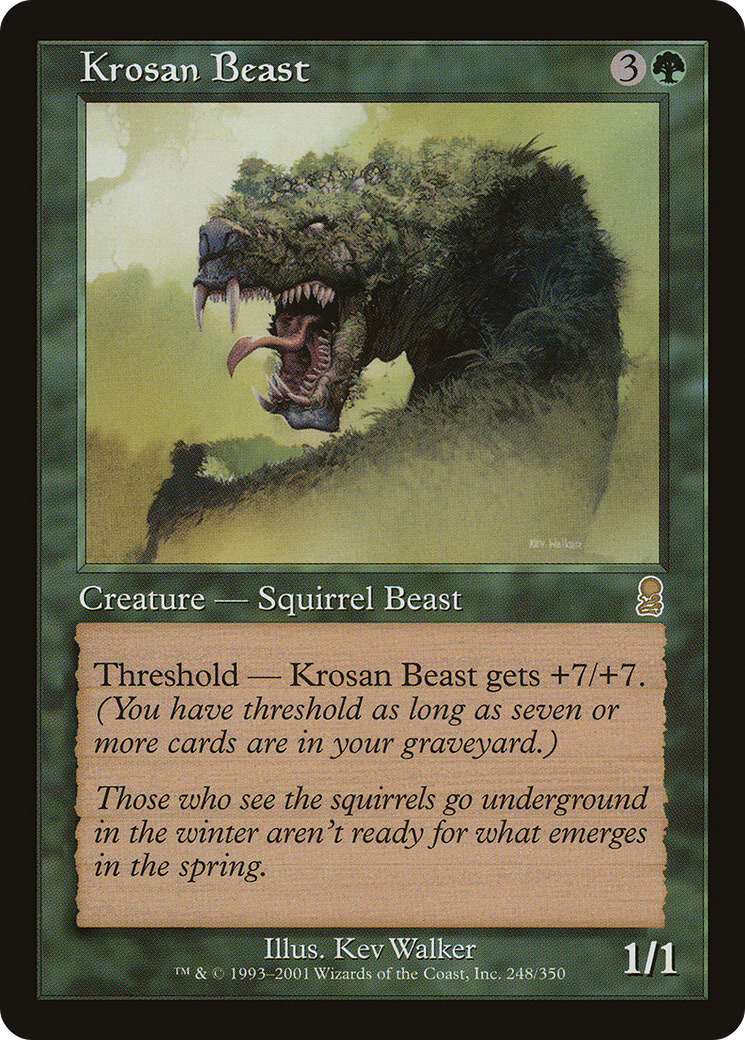 Krosan Beast 3
KEV WALKER
Creature — Squirrel Beast
Threshold — Krosan Beast gets +7/+7.
(You have threshold as long as seven or
more cards are in your graveyard.)
Those who see the squirrels go underground
in the winter aren't ready for what emerges
in the spring.
Illus. Kev Walker
™ & © 1993–2001 Wizards of the Coast, Inc. 248/350
1/1